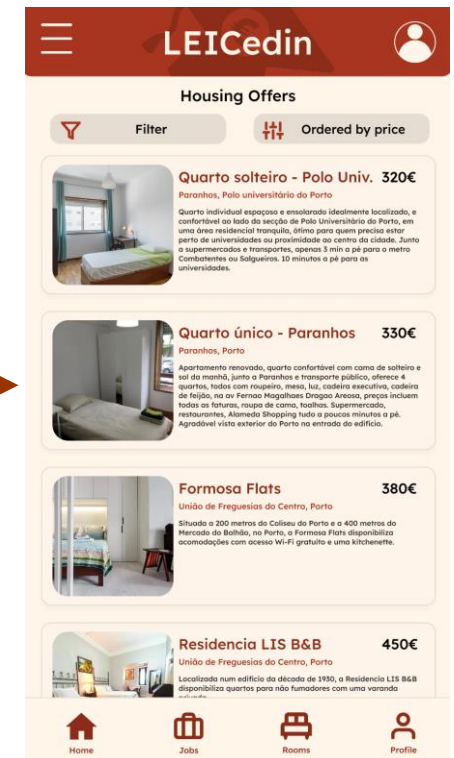 LEICedin
Housing Offers
Filter
Ordered by price
Quarto solteiro - Polo Univ. 320€
Paranhos, Polo universitário do Porto
Quarto individual espaçoso e ensolarado idealmente localizado, e
confortável ao lado da secção de Polo Universitário do Porto, em
uma área residencial tranquila, ótimo para quem precisa estar
perto de universidades ou proximidade ao centro da cidade. Junto
a supermercados e transportes, apenas 3 min a pé para o metro
Combatentes ou Salgueiros. 10 minutos a pé para as
universidades.
Quarto único - Paranhos 330€
Paranhos, Porto
Apartamento renovado, quarto confortável com cama de solteiro e
sol da manhã, junto a Paranhos e transporte público, oferece 4
quartos, todos com roupeiro, mesa, luz, cadeira executiva, cadeira
de feijão, na av Fernao Magalhaes Dragao Areosa, preços incluem
todas as faturas, roupa de cama, toalhas. Supermercado,
restaurantes, Alameda Shopping tudo a poucos minutos a pé.
Agradável vista exterior do Porto na entrada do edifício.
Formosa Flats 380€
União de Freguesias do Centro, Porto
Situada a 200 metros do Coliseu do Porto e a 400 metros do
Mercado do Bolhão, no Porto, a Formosa Flats disponibiliza
acomodações com acesso Wi-Fi gratuito e uma kitchenette.
Residencia LIS B&B 450€
União de Freguesias do Centro, Porto
Localizada num edifício da década de 1930, a Residencia LIS B&B
disponibiliza quartos para não fumadores com uma varanda
Home
Jobs
Rooms
Profile